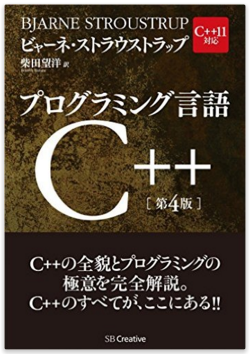 BJARNE STROUSTRUP
C++11
対応
ビャーネ・ストラウストラップ
柴田望洋 訳
プログラミング言語
C++
[第4版]
C++の全貌とプログラミングの
極意を完全解説。
C++のすべてが、ここにある!!
SB Creative